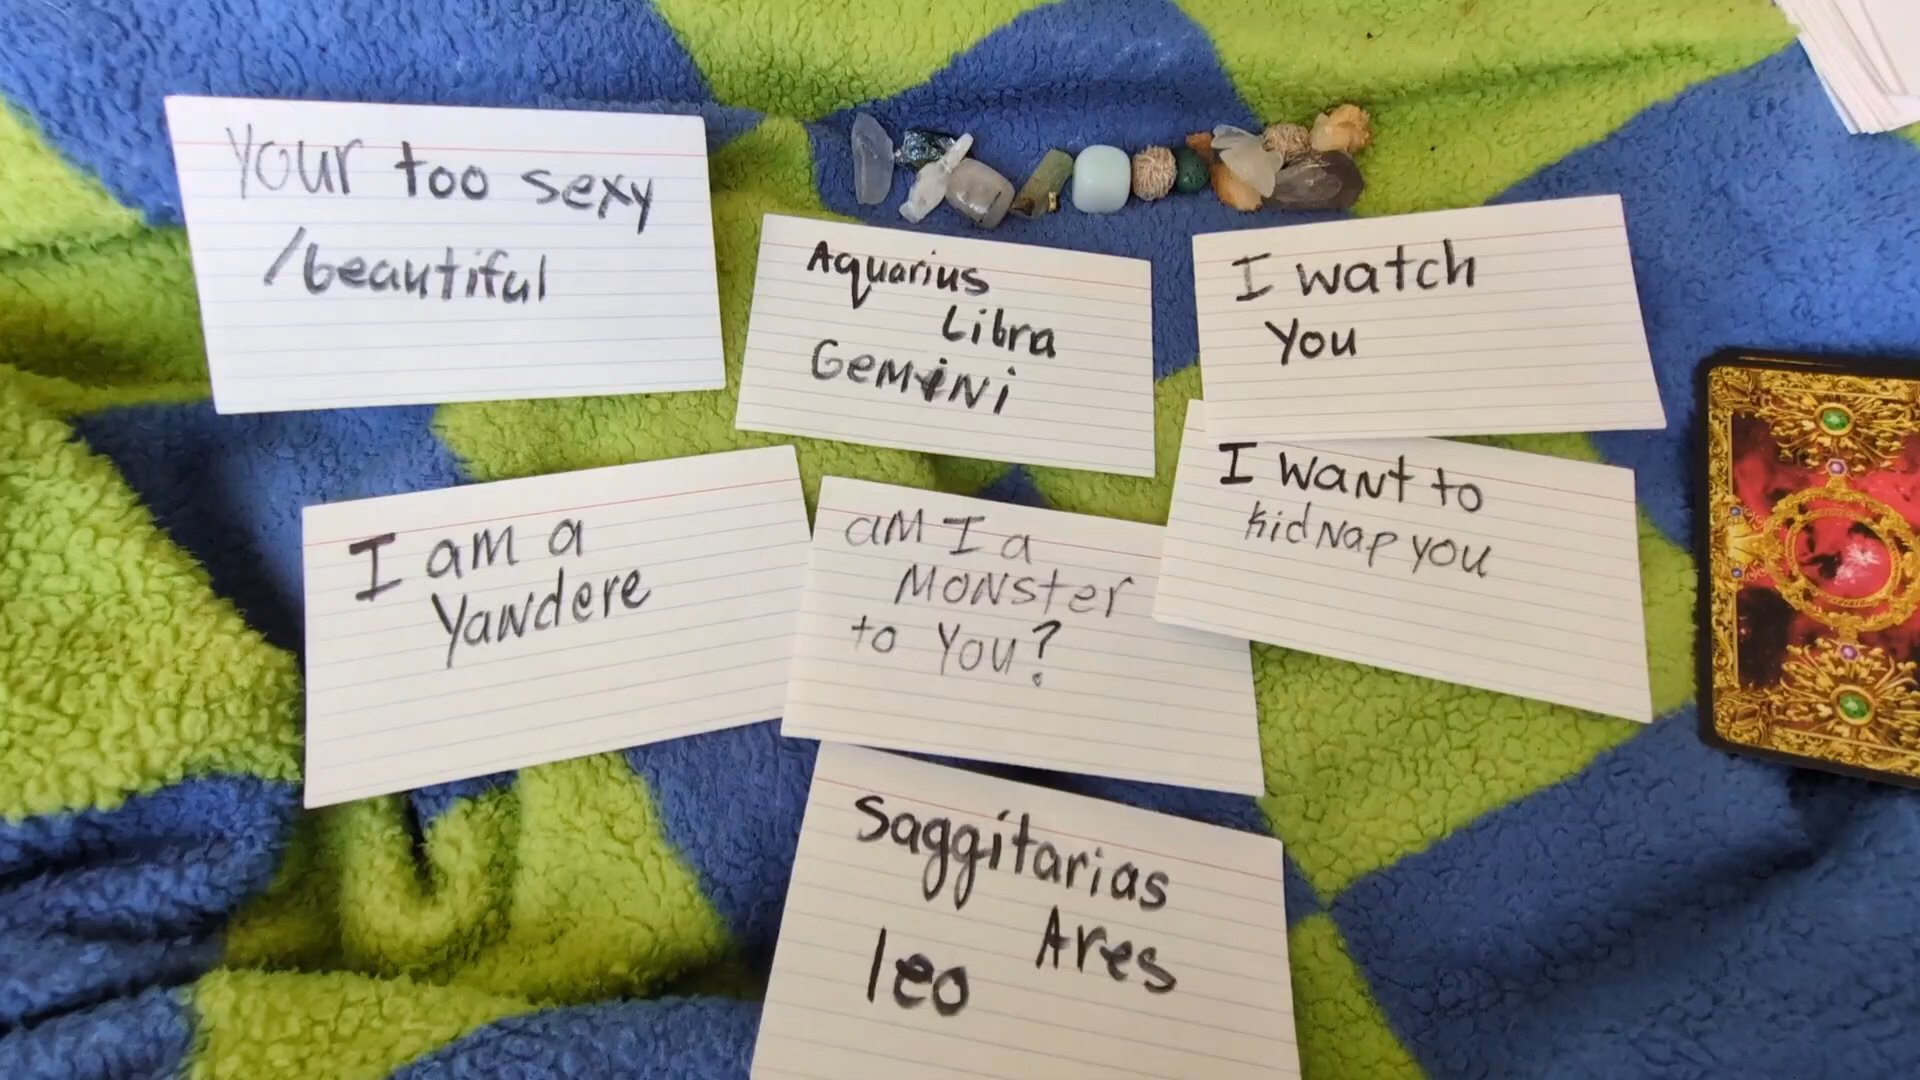 Your too sexy
/beautiful
Aquarius
Libra
GEMiNi
I watch
You
I am a
Yandere
aM I a
MONster
to You?
I waNt to
kidNap you
Saggitarias
Ares
leo